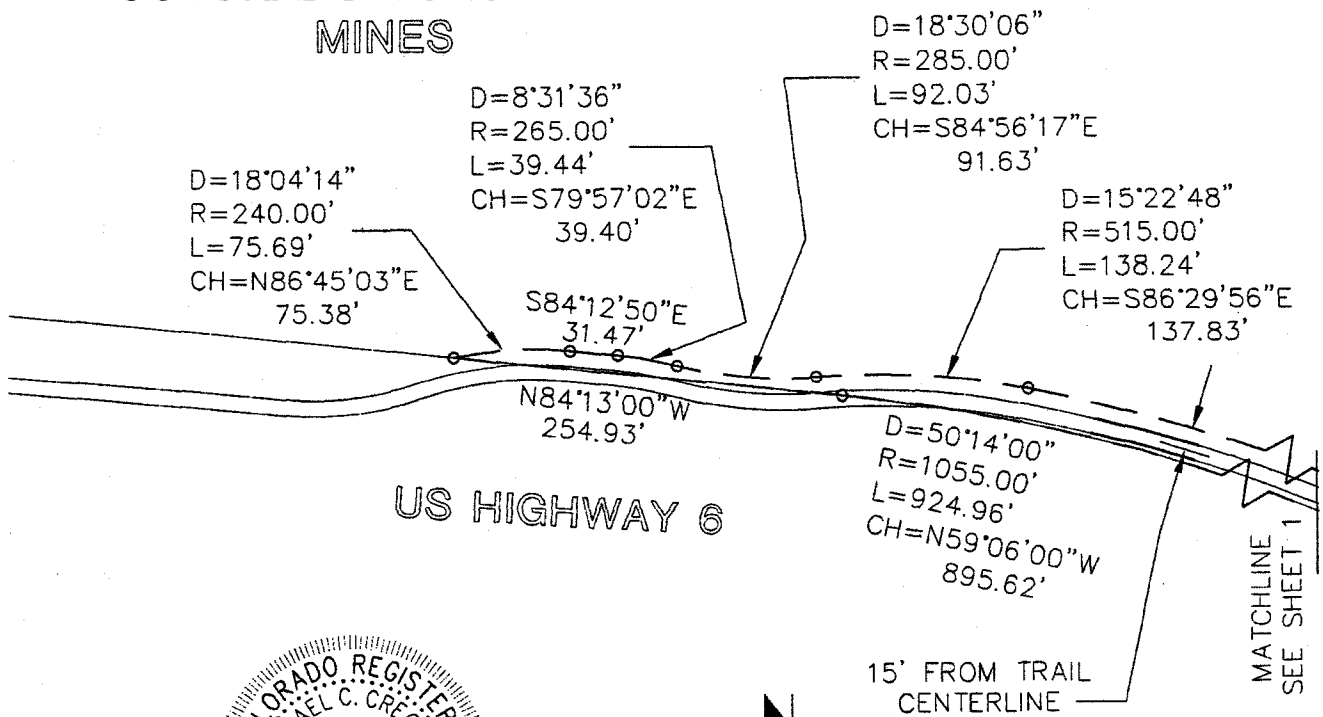 MINES
D=18°30'06"
R=285.00'
L=92.03'
CH=S84°56'17"E
91.63'
D=8°31'36"
R=265.00'
L=39.44'
CH=S79°57'02"E
39.40'
D=18°04'14"
R=240.00'
L=75.69'
CH=N86°45'03"E
75.38'
D=15°22'48"
R=515.00'
L=138.24'
CH=S86°29'56"E
137.83'
S84°12'50"E
31.47'
N84°13'00"W
254.93'
D=50°14'00"
R=1055.00'
L=924.96'
CH=N59°06'00"W
895.62'
US HIGHWAY 6
MATCHLINE
SEE SHEET 1
15' FROM TRAIL
CENTERLINE
ORADO REGISTER
AEL C. CREG